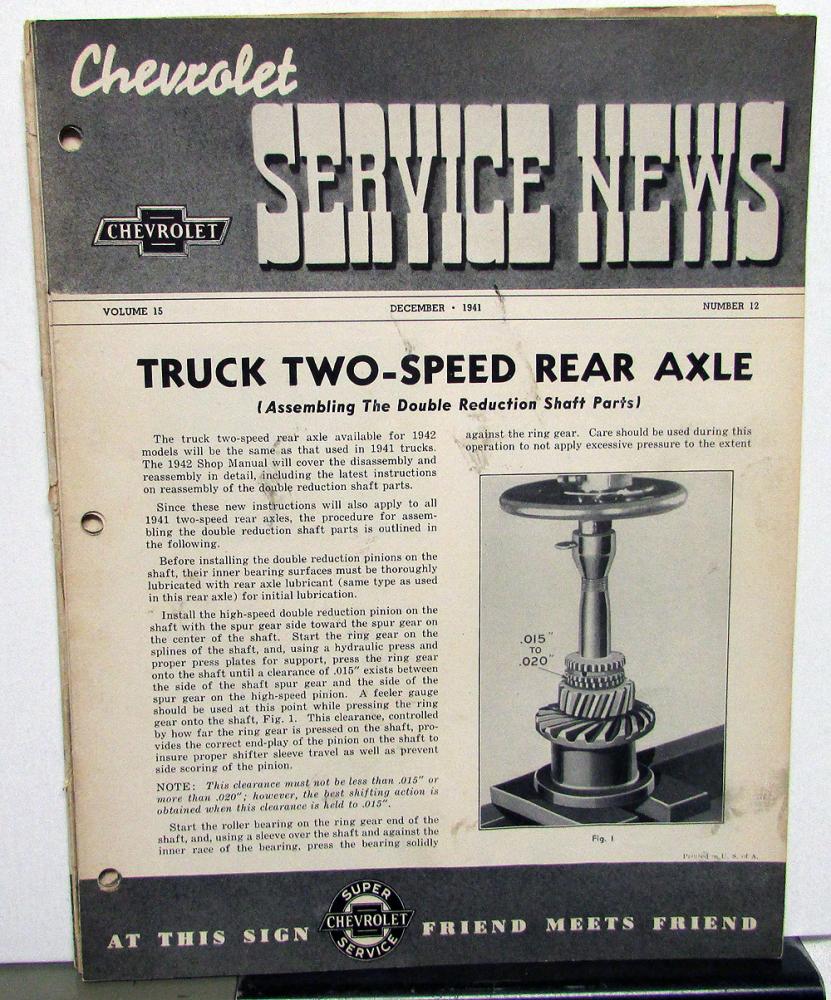 Chevrolet
SERVICE NEWS
CHEVROLET
VOLUME 15
DECEMBER • 1941
NUMBER 12
TRUCK TWO-SPEED REAR AXLE
(Assembling The Double Reduction Shaft Parts)
The truck two-speed rear axle available for 1942
models will be the same as that used in 1941 trucks.
The 1942 Shop Manual will cover the disassembly and
reassembly in detail, including the latest instructions
on reassembly of the double reduction shaft parts.
Since these new instructions will also apply to all
1941 two-speed rear axles, the procedure for assem-
bling the double reduction shaft parts is outlined in
the following.
Before installing the double reduction pinions on the
shaft, their inner bearing surfaces must be thoroughly
lubricated with rear axle lubricant (same type as used
in this rear axle) for initial lubrication.
Install the high-speed double reduction pinion on the
shaft with the spur gear side toward the spur gear on
the center of the shaft. Start the ring gear on the
splines of the shaft, and, using a hydraulic press and
proper press plates for support, press the ring gear
onto the shaft until a clearance of .015" exists between
the side of the shaft spur gear and the side of the
spur gear on the high-speed pinion. A feeler gauge
should be used at this point while pressing the ring
gear onto the shaft, Fig. 1. This clearance, controlled
by how far the ring gear is pressed on the shaft, pro-
vides the correct end-play of the pinion on the shaft to
insure proper shifter sleeve travel as well as prevent
side scoring of the pinion.
NOTE: This clearance must not be less than .015" or
more than .020"; however, the best shifting action is
obtained when this clearance is held to .015".
Start the roller bearing on the ring gear end of the
shaft, and, using a sleeve over the shaft and against the
inner race of the bearing, press the bearing solidly
against the ring gear. Care should be used during this
operation to not apply excessive pressure to the extent
.015"
TO
.020"
Fig. 1
Printed in U. S. of A.
AT THIS SIGN
SUPER
CHEVROLET
SERVICE
FRIEND MEETS FRIEND